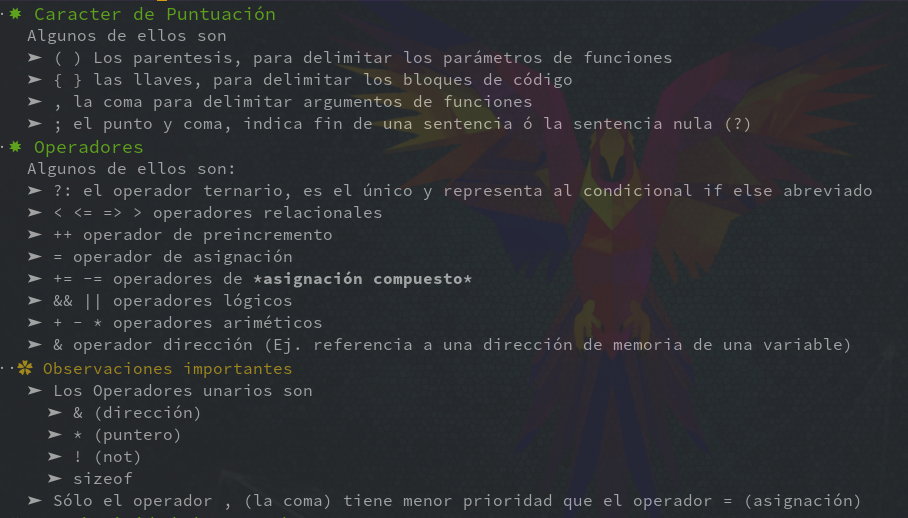 Caracter de Puntuación
Algunos de ellos son
➤ ( ) Los parentesis, para delimitar los parámetros de funciones
➤ { } las llaves, para delimitar los bloques de código
➤ , la coma para delimitar argumentos de funciones
➤ ; el punto y coma, indica fin de una sentencia ó la sentencia nula (?)
Operadores
Algunos de ellos son:
➤ ?: el operador ternario, es el único y representa al condicional if else abreviado
➤ < <= => > operadores relacionales
➤ ++ operador de preincremento
➤ = operador de asignación
➤ += -= operadores de *asignación compuesto*
➤ && || operadores lógicos
➤ + - * operadores ariméticos
➤ & operador dirección (Ej. referencia a una dirección de memoria de una variable)
Observaciones importantes
➤ Los Operadores unarios son
➤ & (dirección)
➤ * (puntero)
➤ ! (not)
➤ sizeof
➤ Sólo el operador , (la coma) tiene menor prioridad que el operador = (asignación)